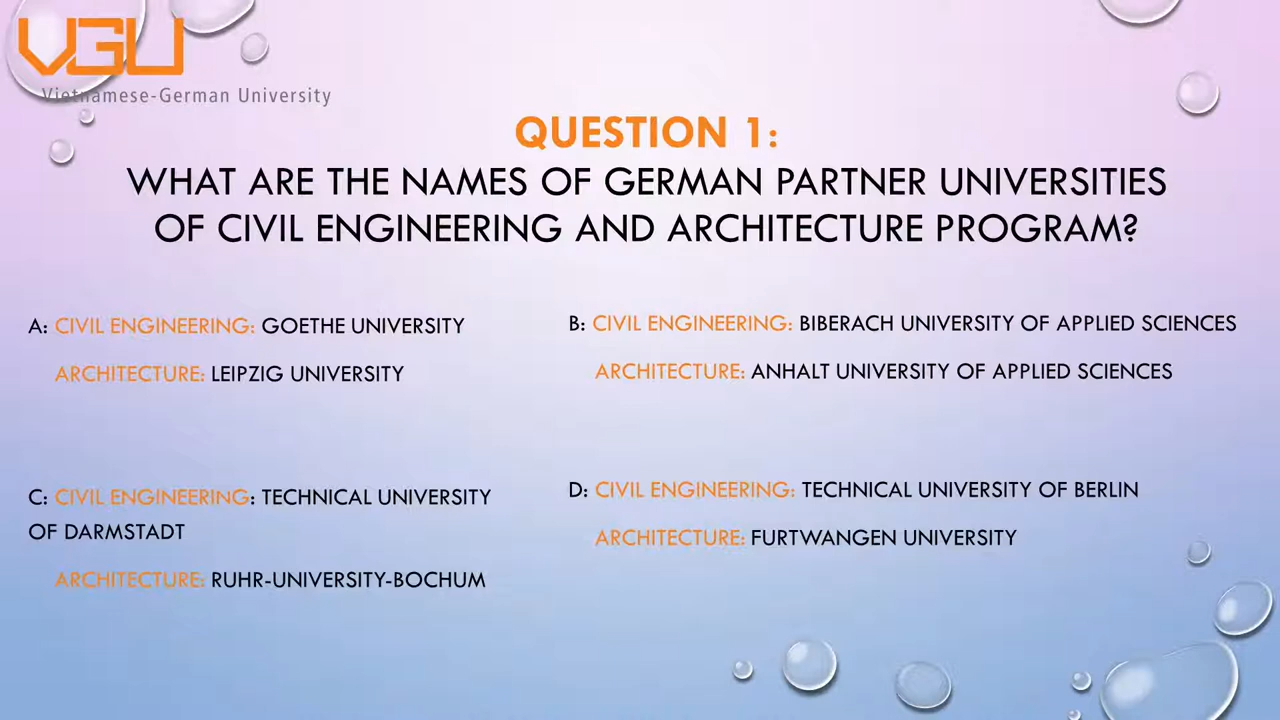 VGU
Vietnamese-German University
QUESTION 1:
WHAT ARE THE NAMES OF GERMAN PARTNER UNIVERSITIES
OF CIVIL ENGINEERING AND ARCHITECTURE PROGRAM?
A: CIVIL ENGINEERING: GOETHE UNIVERSITY
ARCHITECTURE: LEIPZIG UNIVERSITY
B: CIVIL ENGINEERING: BIBERACH UNIVERSITY OF APPLIED SCIENCES
ARCHITECTURE: ANHALT UNIVERSITY OF APPLIED SCIENCES
C: CIVIL ENGINEERING: TECHNICAL UNIVERSITY
OF DARMSTADT
ARCHITECTURE: RUHR-UNIVERSITY-BOCHUM
D: CIVIL ENGINEERING: TECHNICAL UNIVERSITY OF BERLIN
ARCHITECTURE: FURTWANGEN UNIVERSITY